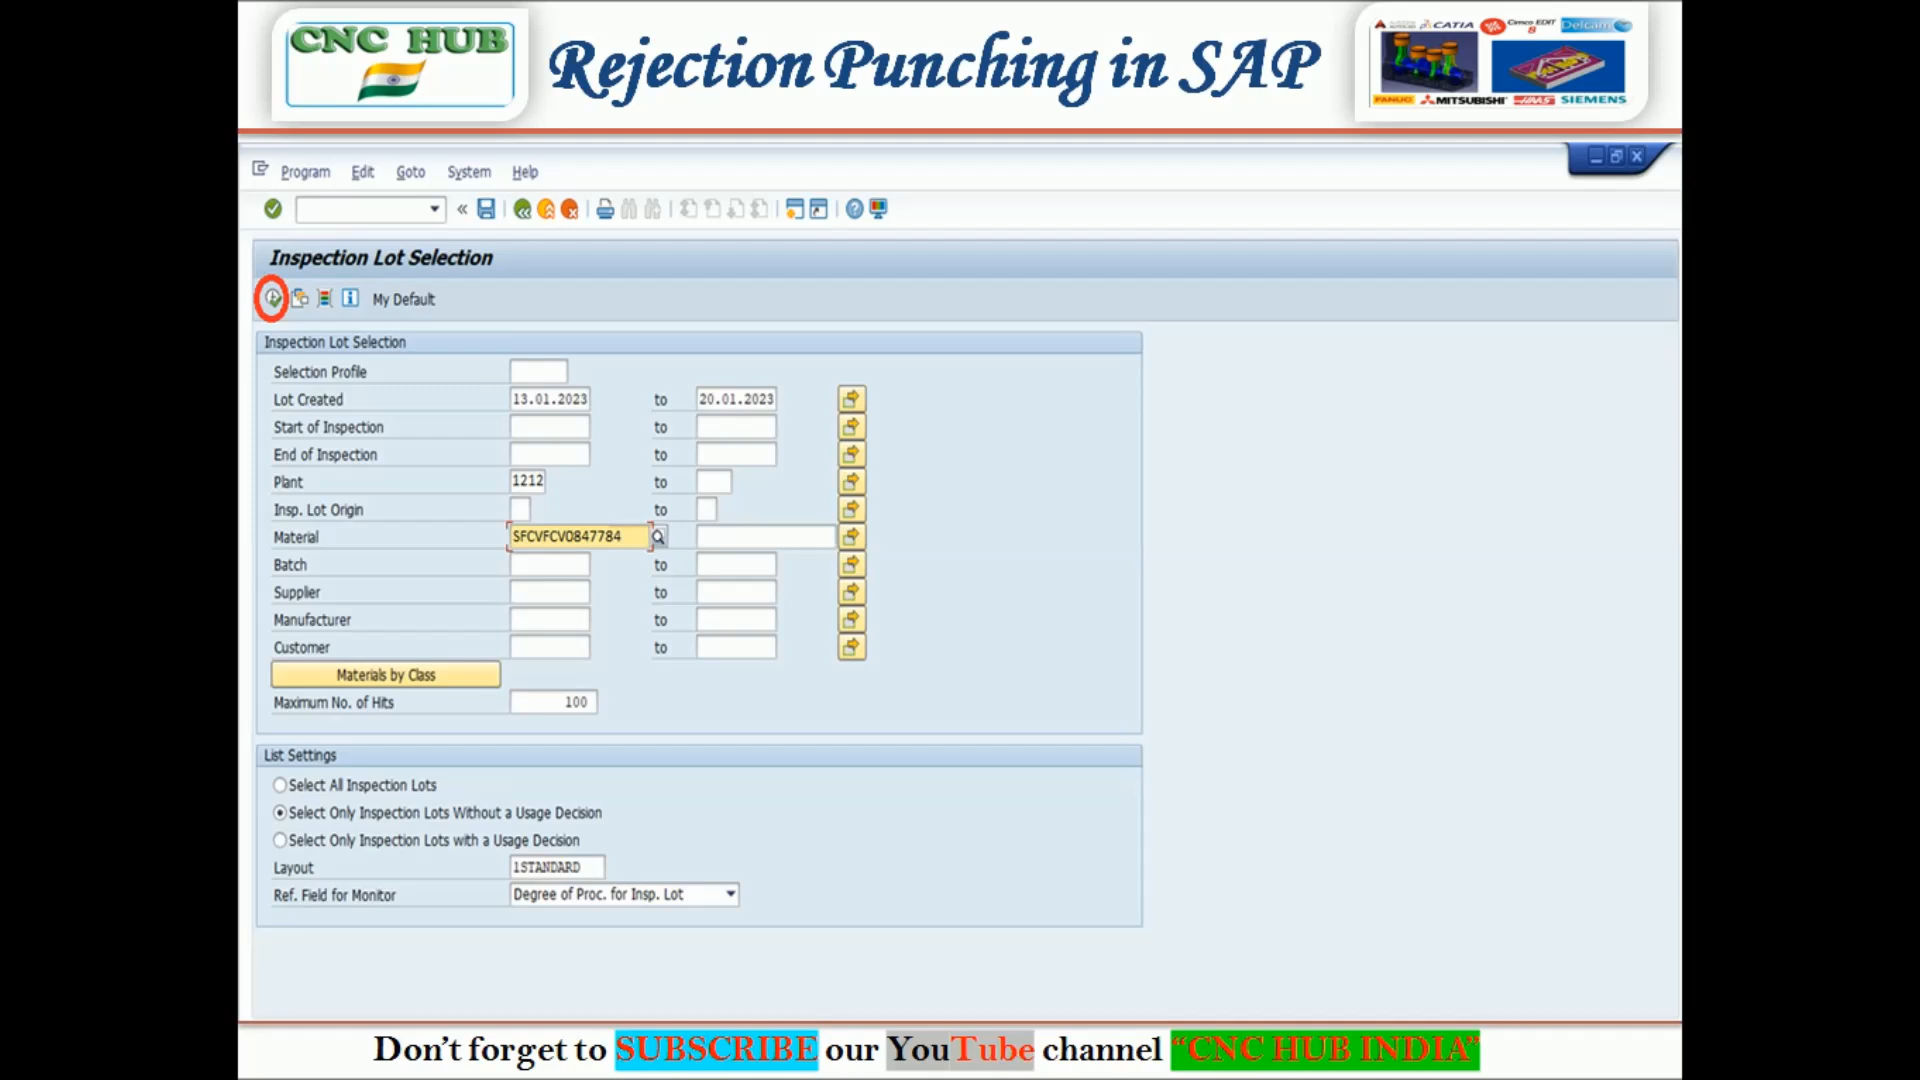 CNC HUB
Rejection Punching in SAP
CATIA Cimco EDIT 8 Delcam
FANUC MITSUBISHI HAAS SIEMENS
Program Edit Goto System Help
Inspection Lot Selection
My Default
Inspection Lot Selection
Selection Profile
Lot Created 13.01.2023 to 20.01.2023
Start of Inspection to
End of Inspection to
Plant 1212 to
Insp. Lot Origin to
Material SFCVFCV0847784
Batch to
Supplier to
Manufacturer to
Customer to
Materials by Class
Maximum No. of Hits 100
List Settings
Select All Inspection Lots
Select Only Inspection Lots Without a Usage Decision
Select Only Inspection Lots with a Usage Decision
Layout 1STANDARD
Ref. Field for Monitor Degree of Proc. for Insp. Lot
Don't forget to SUBSCRIBE our YouTube channel "CNC HUB INDIA"